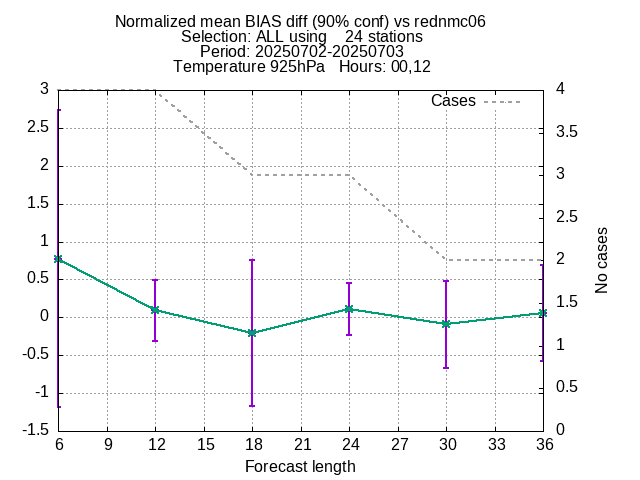 Normalized mean BIAS diff (90% conf) vs rednmc06
Selection: ALL using    24 stations
Period: 20250702-20250703
Temperature 925hPa   Hours: 00,12
Cases
3
2.5
2
1.5
1
0.5
0
-0.5
-1
-1.5
4
3.5
3
2.5
2
1.5
1
0.5
0
No cases
6 9 12 15 18 21 24 27 30 33 36
Forecast length